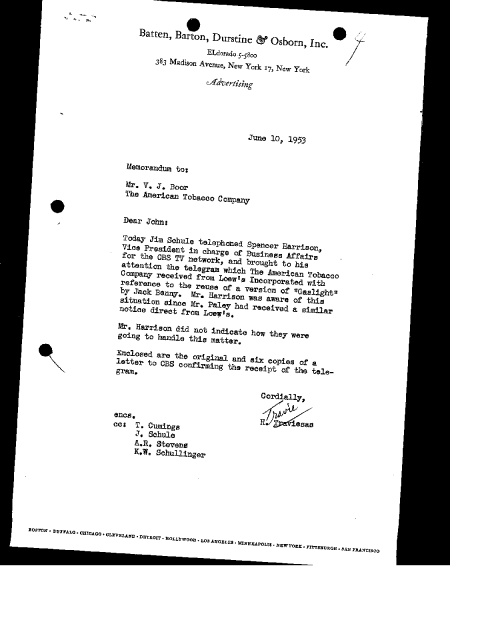 4
Batten, Barton, Durstine & Osborn, Inc.
ELdorado 5-5800
383 Madison Avenue, New York 17, New York
Advertising
June 10, 1953
Memorandum to:
Mr. V. J. Boor
The American Tobacco Company
Dear John:
Today Jim Schule telephoned Spencer Harrison,
Vice President in charge of Business Affairs
for the CBS TV network, and brought to his
attention the telegram which The American Tobacco
Company received from Loew's Incorporated with
reference to the reuse of a version of "Gaslight"
by Jack Benny. Mr. Harrison was aware of this
situation since Mr. Paley had received a similar
notice direct from Loew's.
Mr. Harrison did not indicate how they were
going to handle this matter.
Enclosed are the original and six copies of a
letter to CBS confirming the receipt of the tele-
gram.
Cordially,
Travie
R. Traviesas
encs.
cc: T. Cumings
J. Schule
A.R. Stevens
K.W. Schullinger
BOSTON • BUFFALO • CHICAGO • CLEVELAND • DETROIT • HOLLYWOOD • LOS ANGELES • MINNEAPOLIS • NEW YORK • PITTSBURGH • SAN FRANCISCO